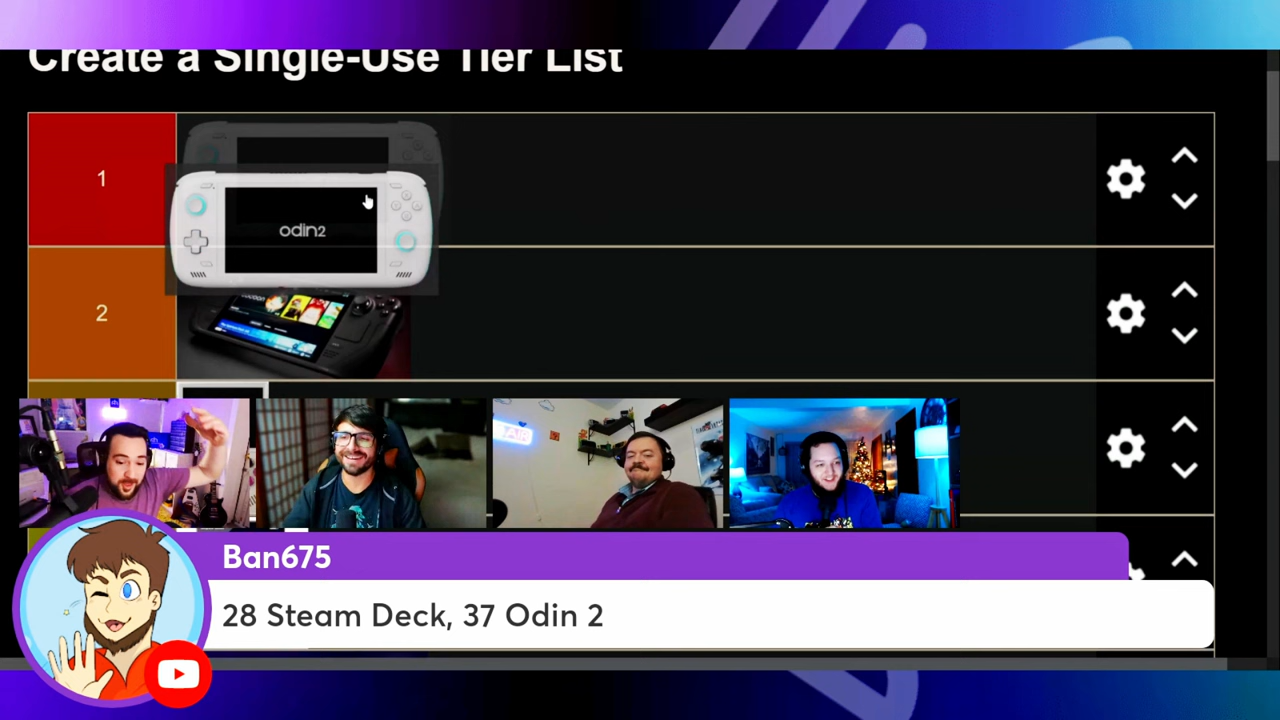 Create a Single-Use Tier List
1
odin2
2
Ban675
28 Steam Deck, 37 Odin 2